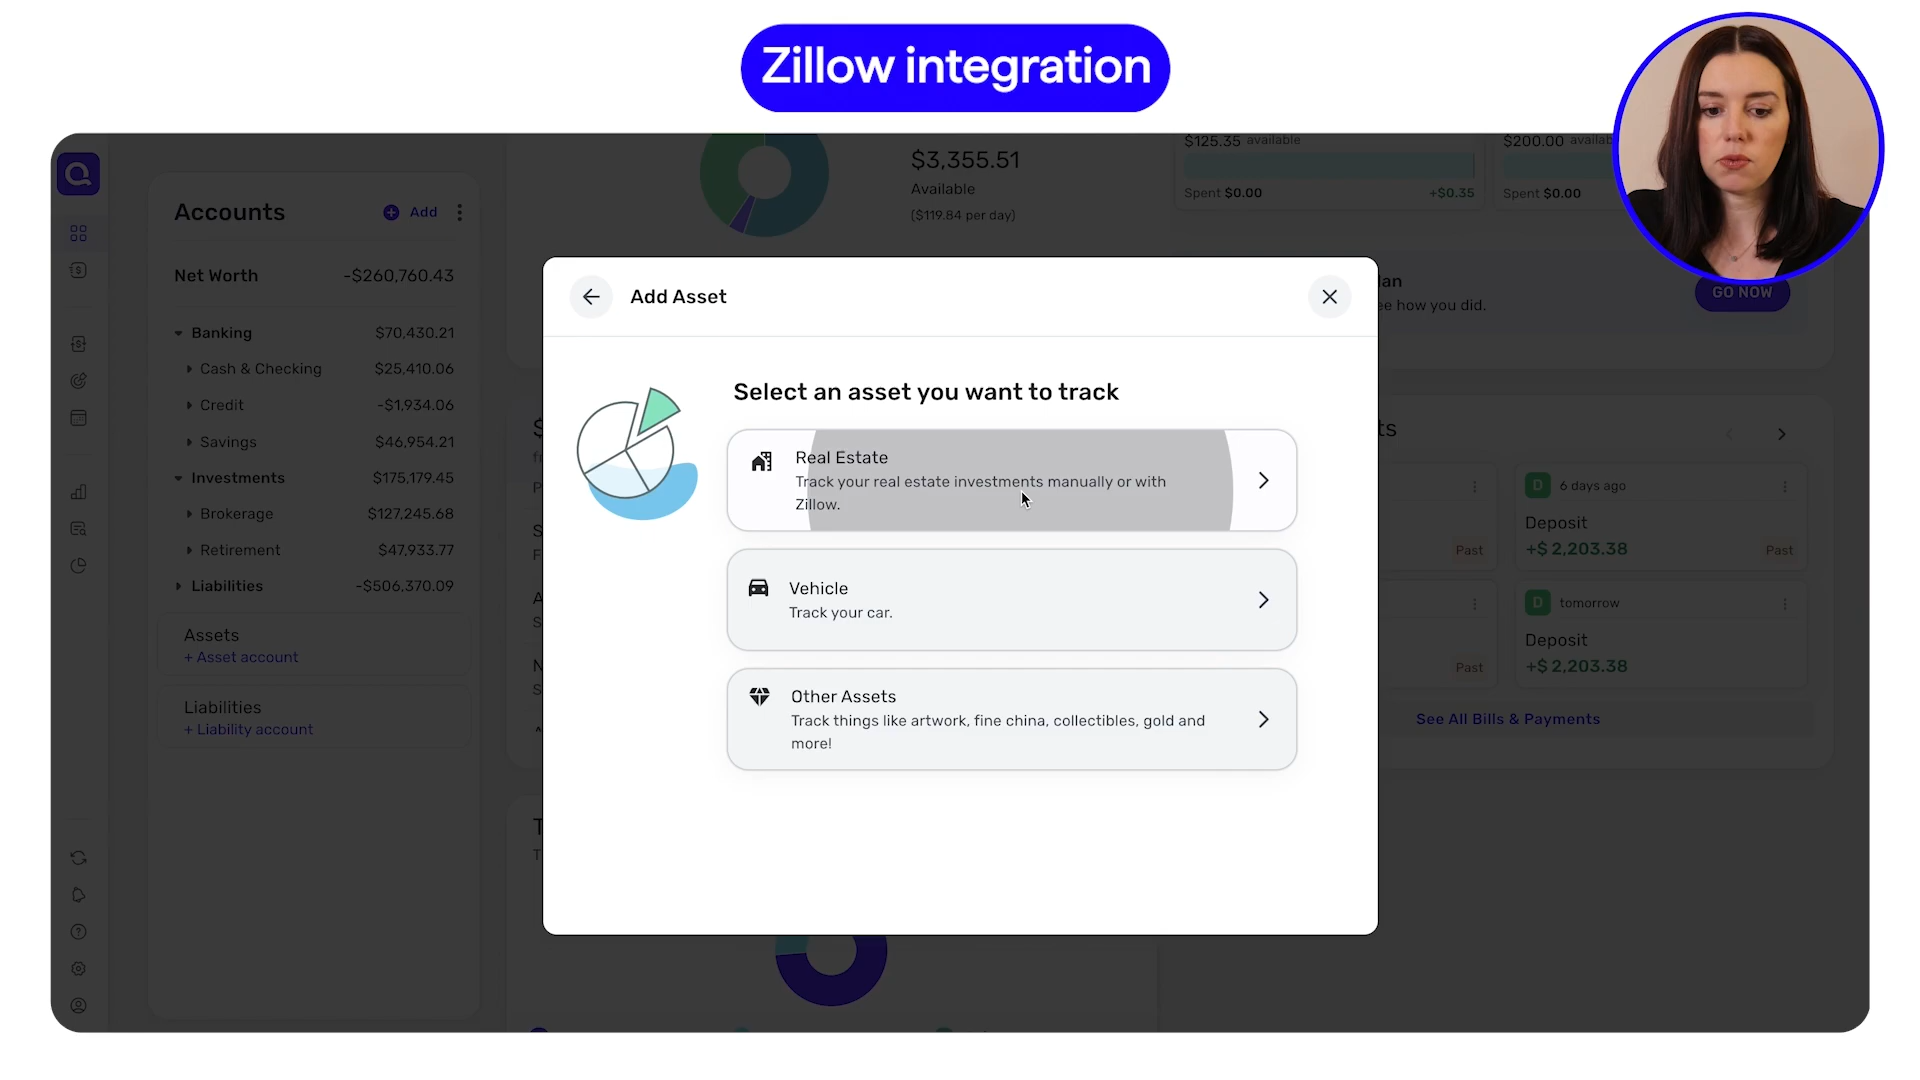 Zillow integration
Accounts
Add
Net Worth
-$260,760.43
Banking
$70,430.21
Cash & Checking
$25,410.06
Credit
-$1,934.06
Savings
$46,954.21
Investments
$175,179.45
Brokerage
$127,245.68
Retirement
$47,933.77
Liabilities
-$506,370.09
Assets
+ Asset account
Liabilities
+ Liability account
$3,355.51
Available
($119.84 per day)
$125.35 available
Spent $0.00
+$0.35
$200.00
Spent $0.00
GO NOW
how you did.
Add Asset
Select an asset you want to track
Real Estate
Track your real estate investments manually or with
Zillow.
Vehicle
Track your car.
Other Assets
Track things like artwork, fine china, collectibles, gold and
more!
Past
D
6 days ago
Deposit
+$ 2,203.38
Past
Past
D
tomorrow
Deposit
+$ 2,203.38
See All Bills & Payments